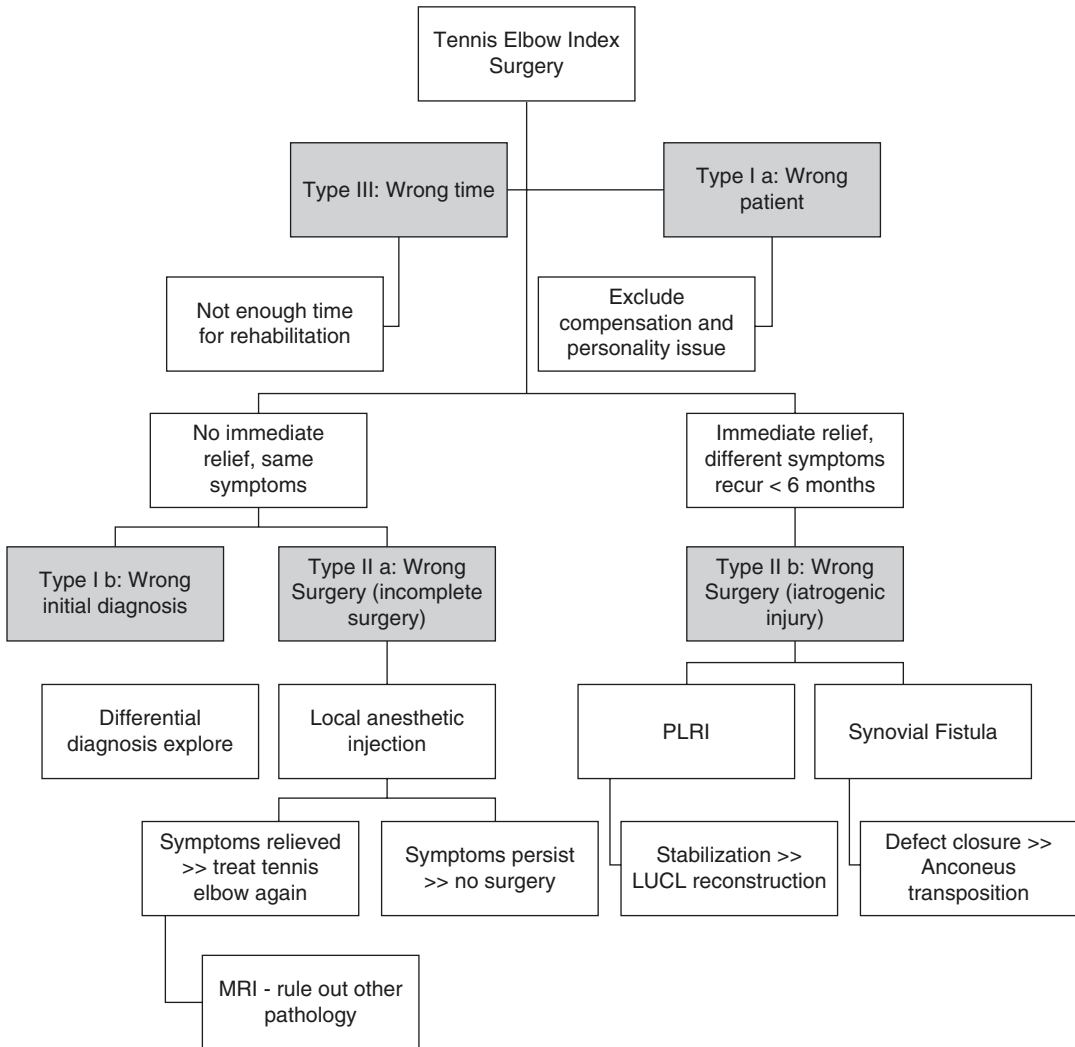 Tennis Elbow Index
Surgery
Type III: Wrong time
Type I a: Wrong
patient
Not enough time
for rehabilitation
Exclude
compensation and
personality issue
No immediate
relief, same
symptoms
Immediate relief,
different symptoms
recur < 6 months
Type I b: Wrong
initial diagnosis
Type II a: Wrong
Surgery (incomplete
surgery)
Type II b: Wrong
Surgery (iatrogenic
injury)
Differential
diagnosis explore
Local anesthetic
injection
PLRI
Synovial Fistula
Symptoms relieved
>> treat tennis
elbow again
Symptoms persist
>> no surgery
Stabilization >>
LUCL reconstruction
Defect closure >>
Anconeus
transposition
MRI - rule out other
pathology